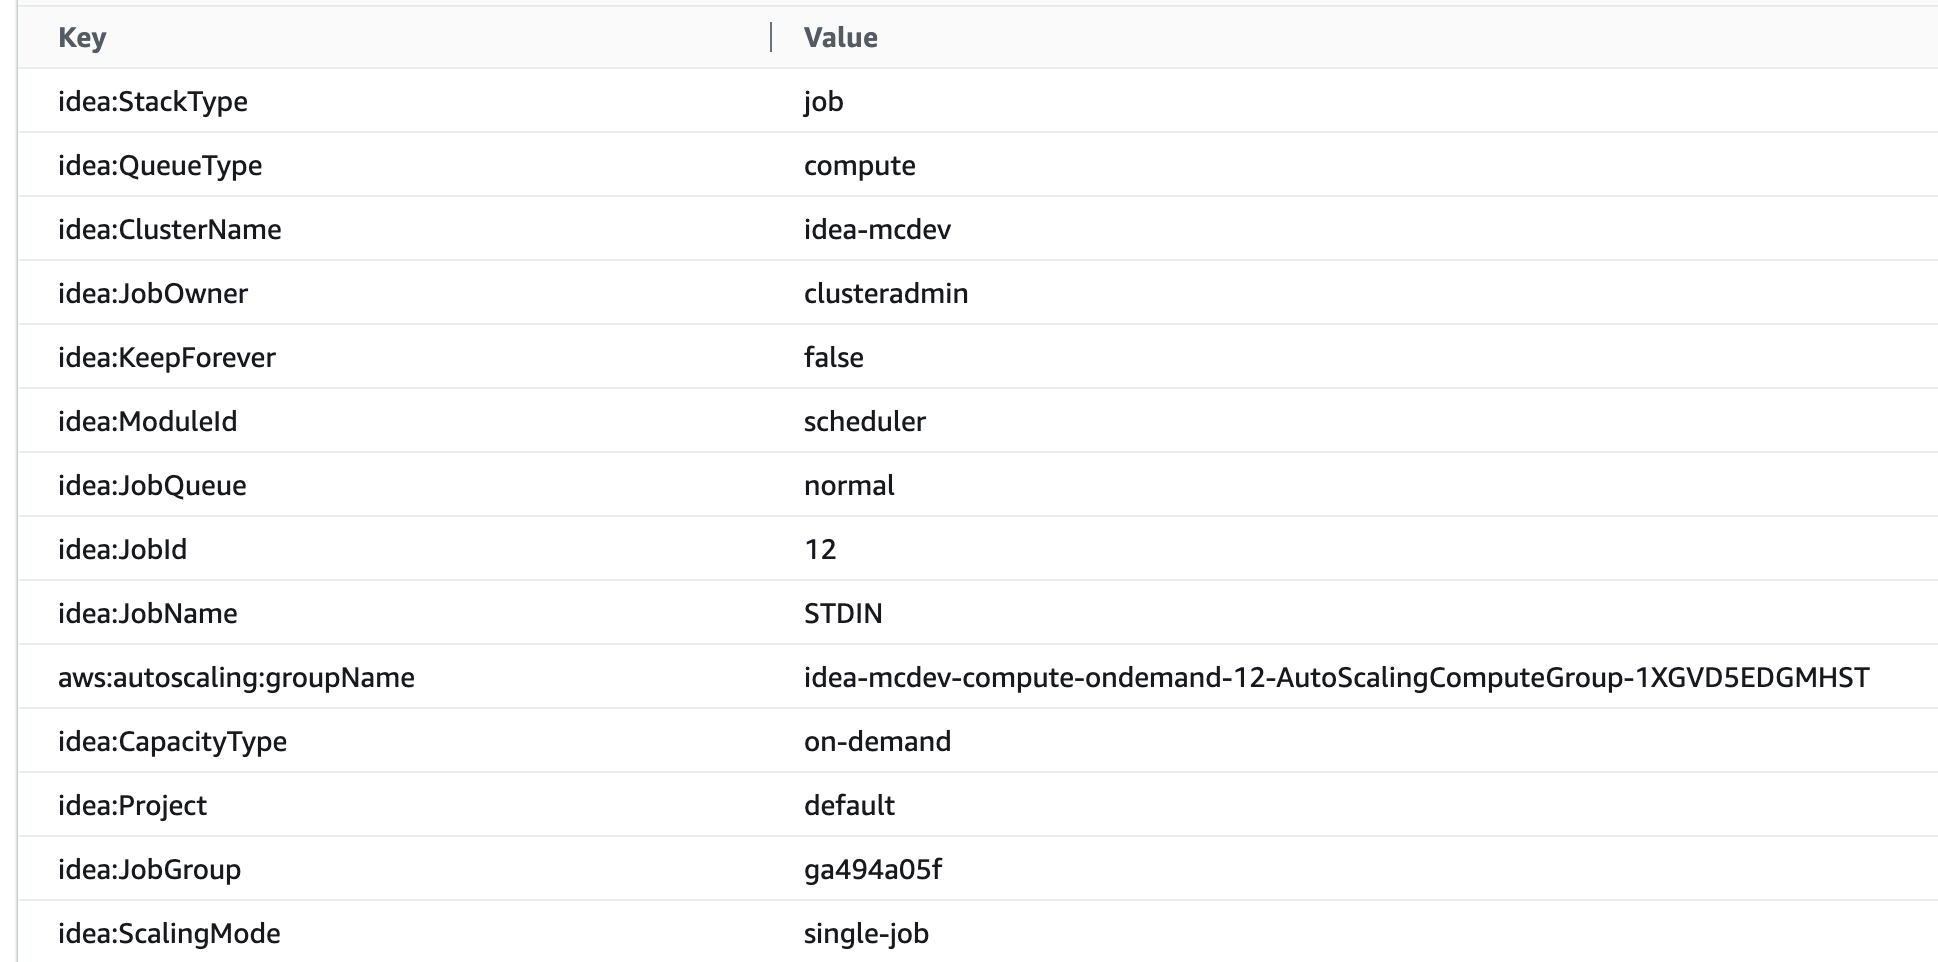 Key Value
idea:StackType job
idea:QueueType compute
idea:ClusterName idea-mcdev
idea:JobOwner clusteradmin
idea:KeepForever false
idea:ModuleId scheduler
idea:JobQueue normal
idea:JobId 12
idea:JobName STDIN
aws:autoscaling:groupName idea-mcdev-compute-ondemand-12-AutoScalingComputeGroup-1XGVD5EDGMHST
idea:CapacityType on-demand
idea:Project default
idea:JobGroup ga494a05f
idea:ScalingMode single-job